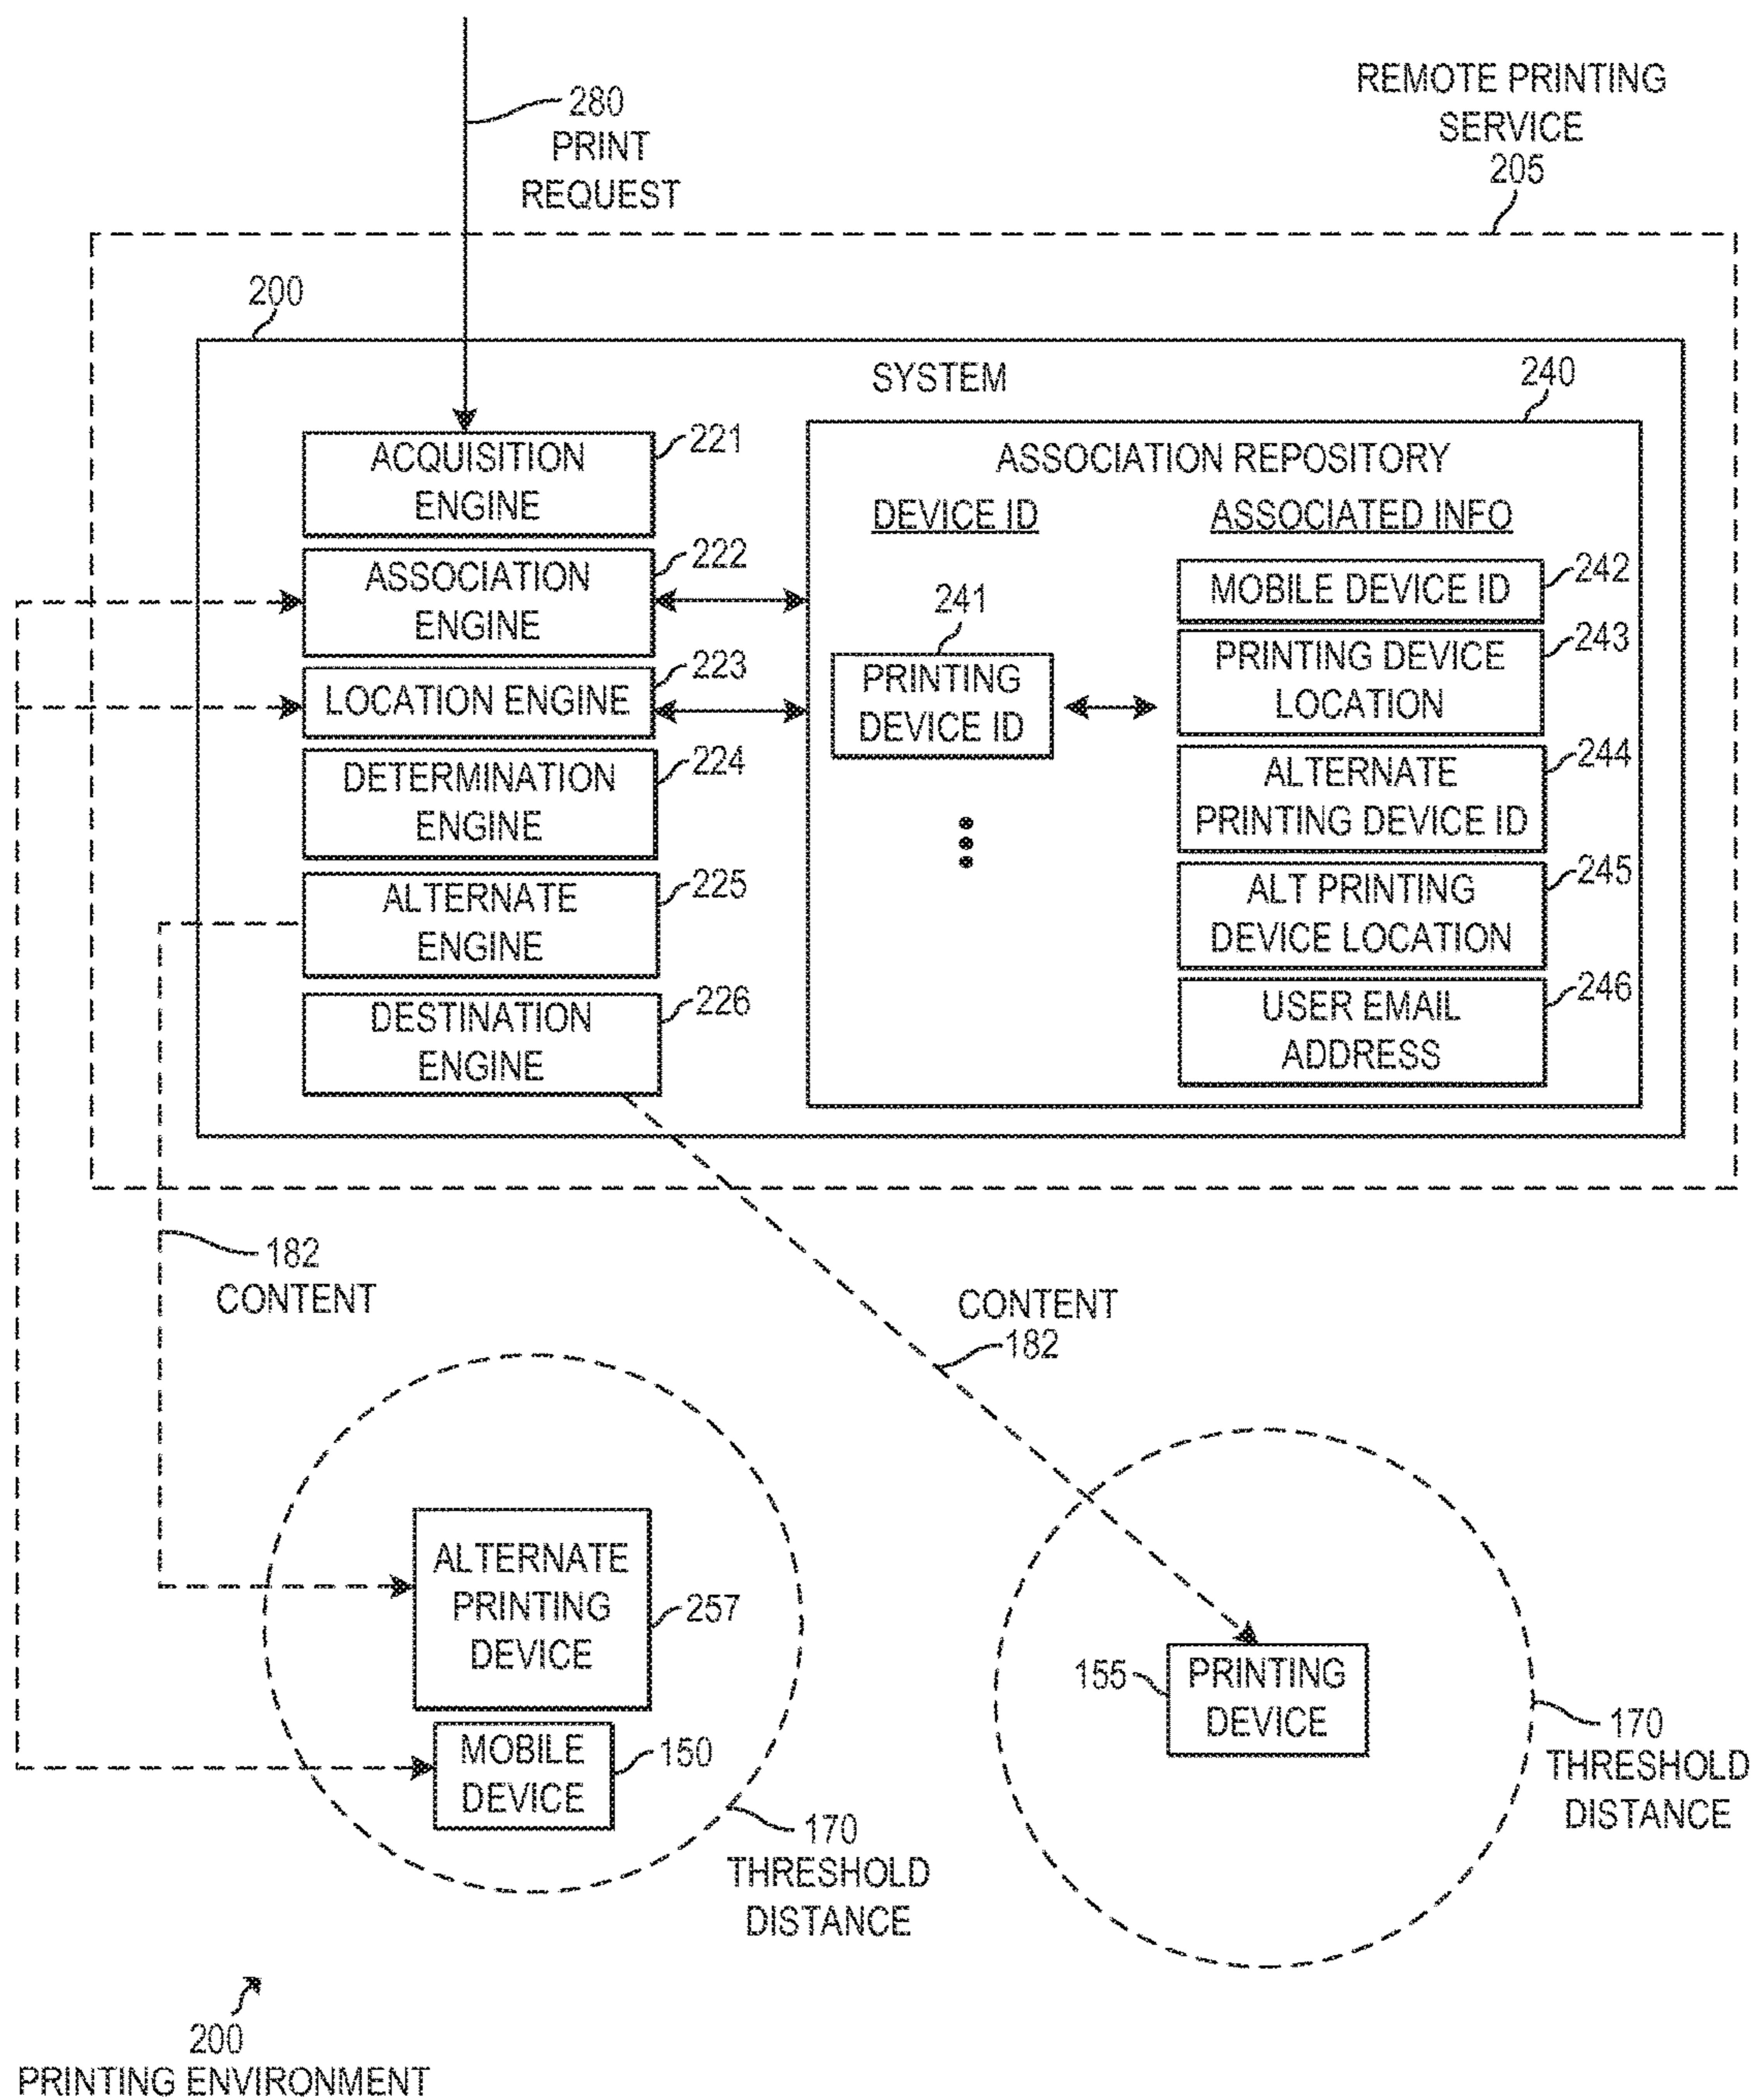 280
PRINT
REQUEST
REMOTE PRINTING
SERVICE
205
200
SYSTEM
ACQUISITION
ENGINE
221
ASSOCIATION
ENGINE
222
LOCATION ENGINE
223
DETERMINATION
ENGINE
224
ALTERNATE
ENGINE
225
DESTINATION
ENGINE
226
240
ASSOCIATION REPOSITORY
DEVICE ID
ASSOCIATED INFO
241
PRINTING
DEVICE ID
MOBILE DEVICE ID
242
PRINTING DEVICE
LOCATION
243
ALTERNATE
PRINTING DEVICE ID
244
ALT PRINTING
DEVICE LOCATION
245
USER EMAIL
ADDRESS
246
182
CONTENT
CONTENT
182
ALTERNATE
PRINTING
DEVICE
257
MOBILE
DEVICE
150
170
THRESHOLD
DISTANCE
155
PRINTING
DEVICE
170
THRESHOLD
DISTANCE
200
PRINTING ENVIRONMENT